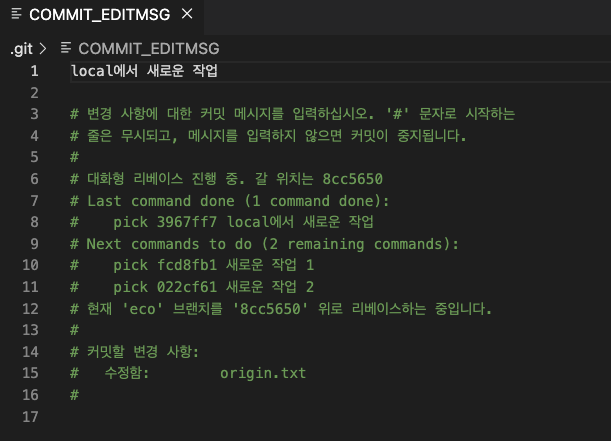 COMMIT_EDITMSG ×
.git > COMMIT_EDITMSG
1 local에서 새로운 작업
2
3 # 변경 사항에 대한 커밋 메시지를 입력하십시오. '#' 문자로 시작하는
4 # 줄은 무시되고, 메시지를 입력하지 않으면 커밋이 중지됩니다.
5 #
6 # 대화형 리베이스 진행 중. 갈 위치는 8cc5650
7 # Last command done (1 command done):
8 #    pick 3967ff7 local에서 새로운 작업
9 # Next commands to do (2 remaining commands):
10 #    pick fcd8fb1 새로운 작업 1
11 #    pick 022cf61 새로운 작업 2
12 # 현재 'eco' 브랜치를 '8cc5650' 위로 리베이스하는 중입니다.
13 #
14 # 커밋할 변경 사항:
15 #   수정함:        origin.txt
16 #
17